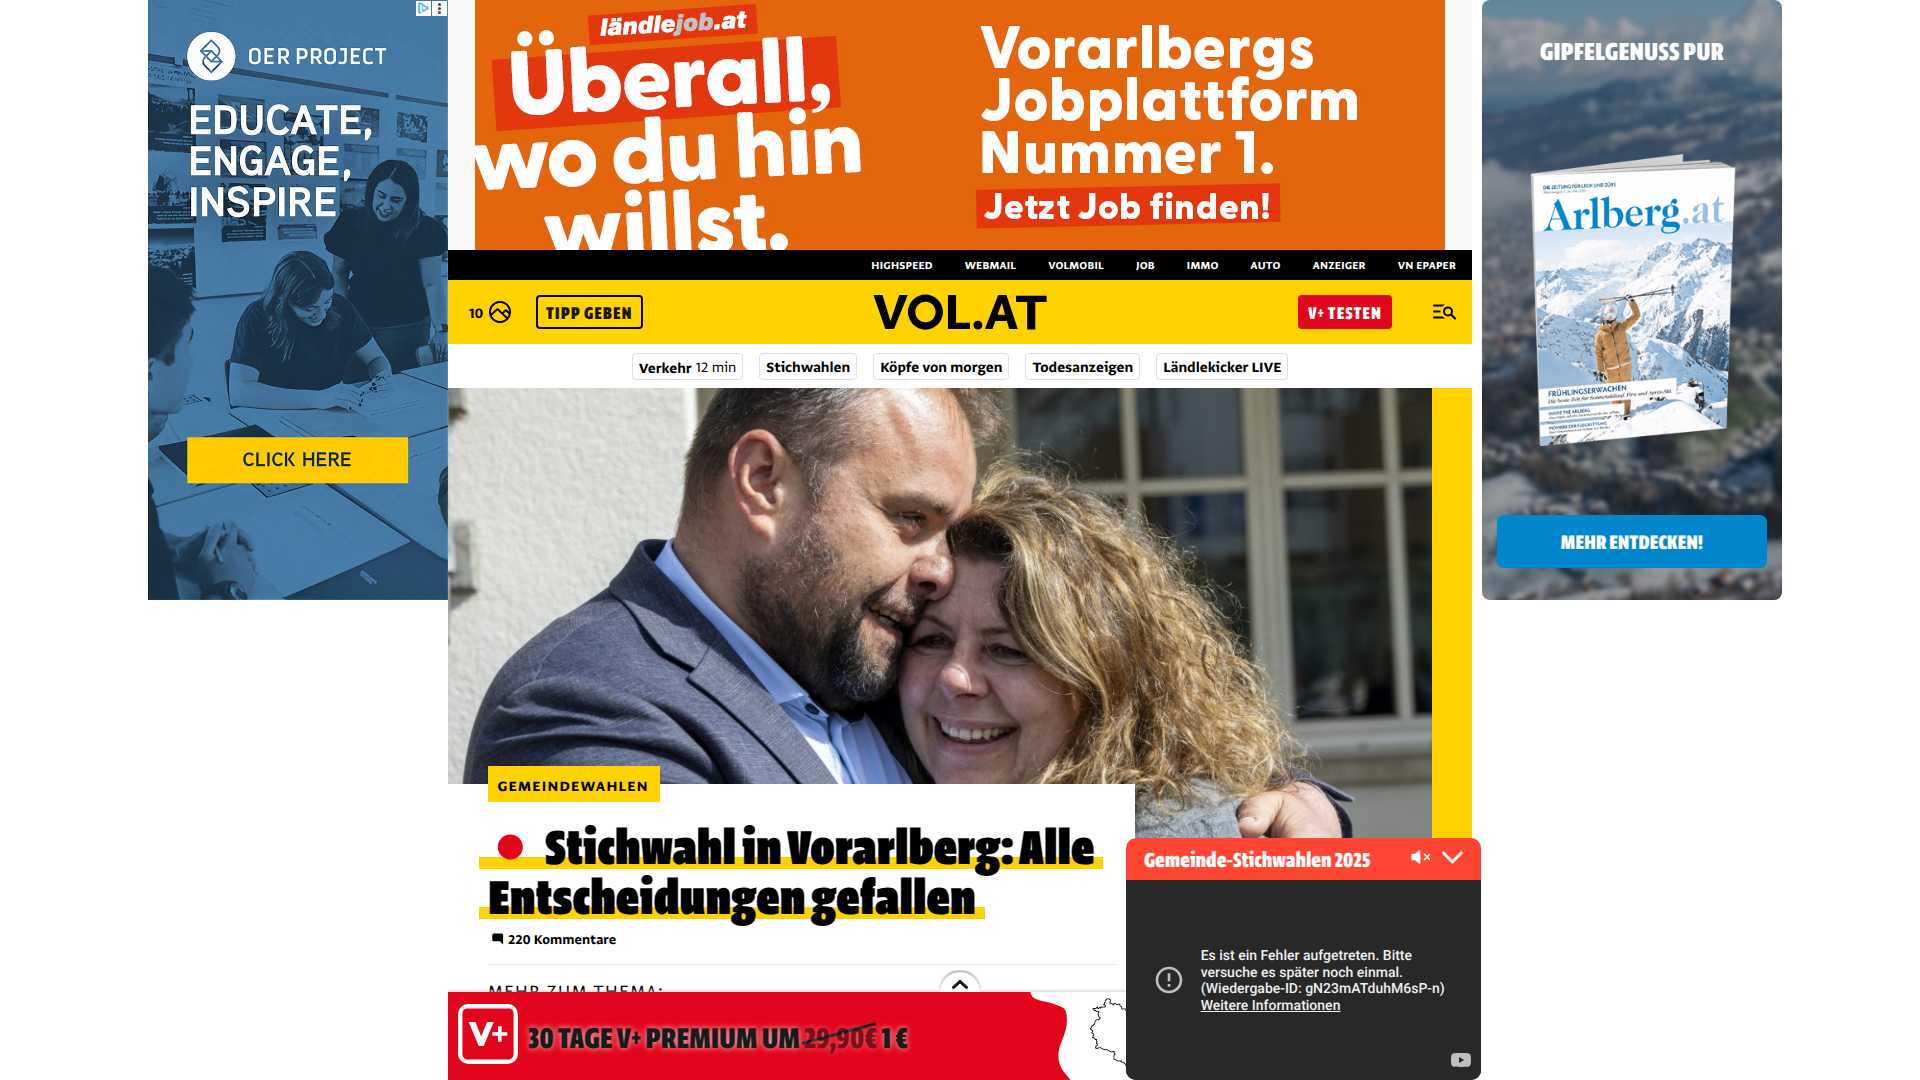 OER PROJECT
EDUCATE,
ENGAGE,
INSPIRE
CLICK HERE
ländlejob.at
Überall,
wo du hin
willst.
Vorarlbergs
Jobplattform
Nummer 1.
Jetzt Job finden!
GIPFELGENUSS PUR
Arlberg.at
FRÜHLINGSERWACHEN
MEHR ENTDECKEN!
HIGHSPEED WEBMAIL VOLMOBIL JOB IMMO AUTO ANZEIGER VN EPAPER
10 TIPP GEBEN VOL.AT V+ TESTEN
Verkehr 12 min Stichwahlen Köpfe von morgen Todesanzeigen Ländlekicker LIVE
GEMEINDEWAHLEN
Stichwahl in Vorarlberg: Alle
Entscheidungen gefallen
220 Kommentare
MEHR ZUM THEMA:
V+ 30 TAGE V+ PREMIUM UM 29,90€ 1 €
Gemeinde-Stichwahlen 2025
Es ist ein Fehler aufgetreten. Bitte
versuche es später noch einmal.
(Wiedergabe-ID: gN23mATduhM6sP-n)
Weitere Informationen